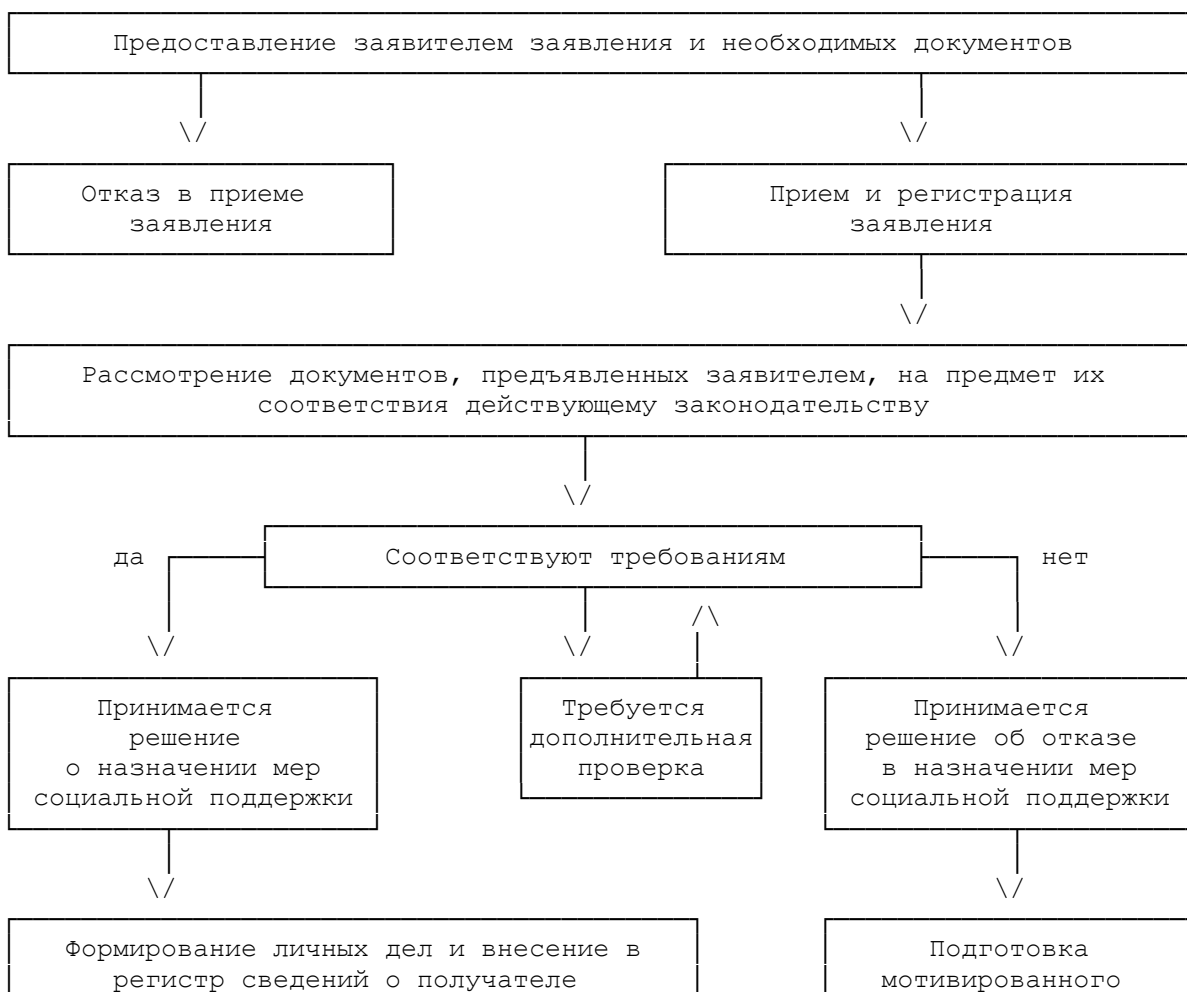 Предоставление заявителем заявления и необходимых документов
Отказ в приеме
заявления
Прием и регистрация
заявления
Рассмотрение документов, предъявленных заявителем, на предмет их
соответствия действующему законодательству
да
Соответствуют требованиям
нет
Принимается
решение
о назначении мер
социальной поддержки
Требуется
дополнительная
проверка
Принимается
решение об отказе
в назначении мер
социальной поддержки
Формирование личных дел и внесение в
регистр сведений о получателе
Подготовка
мотивированного